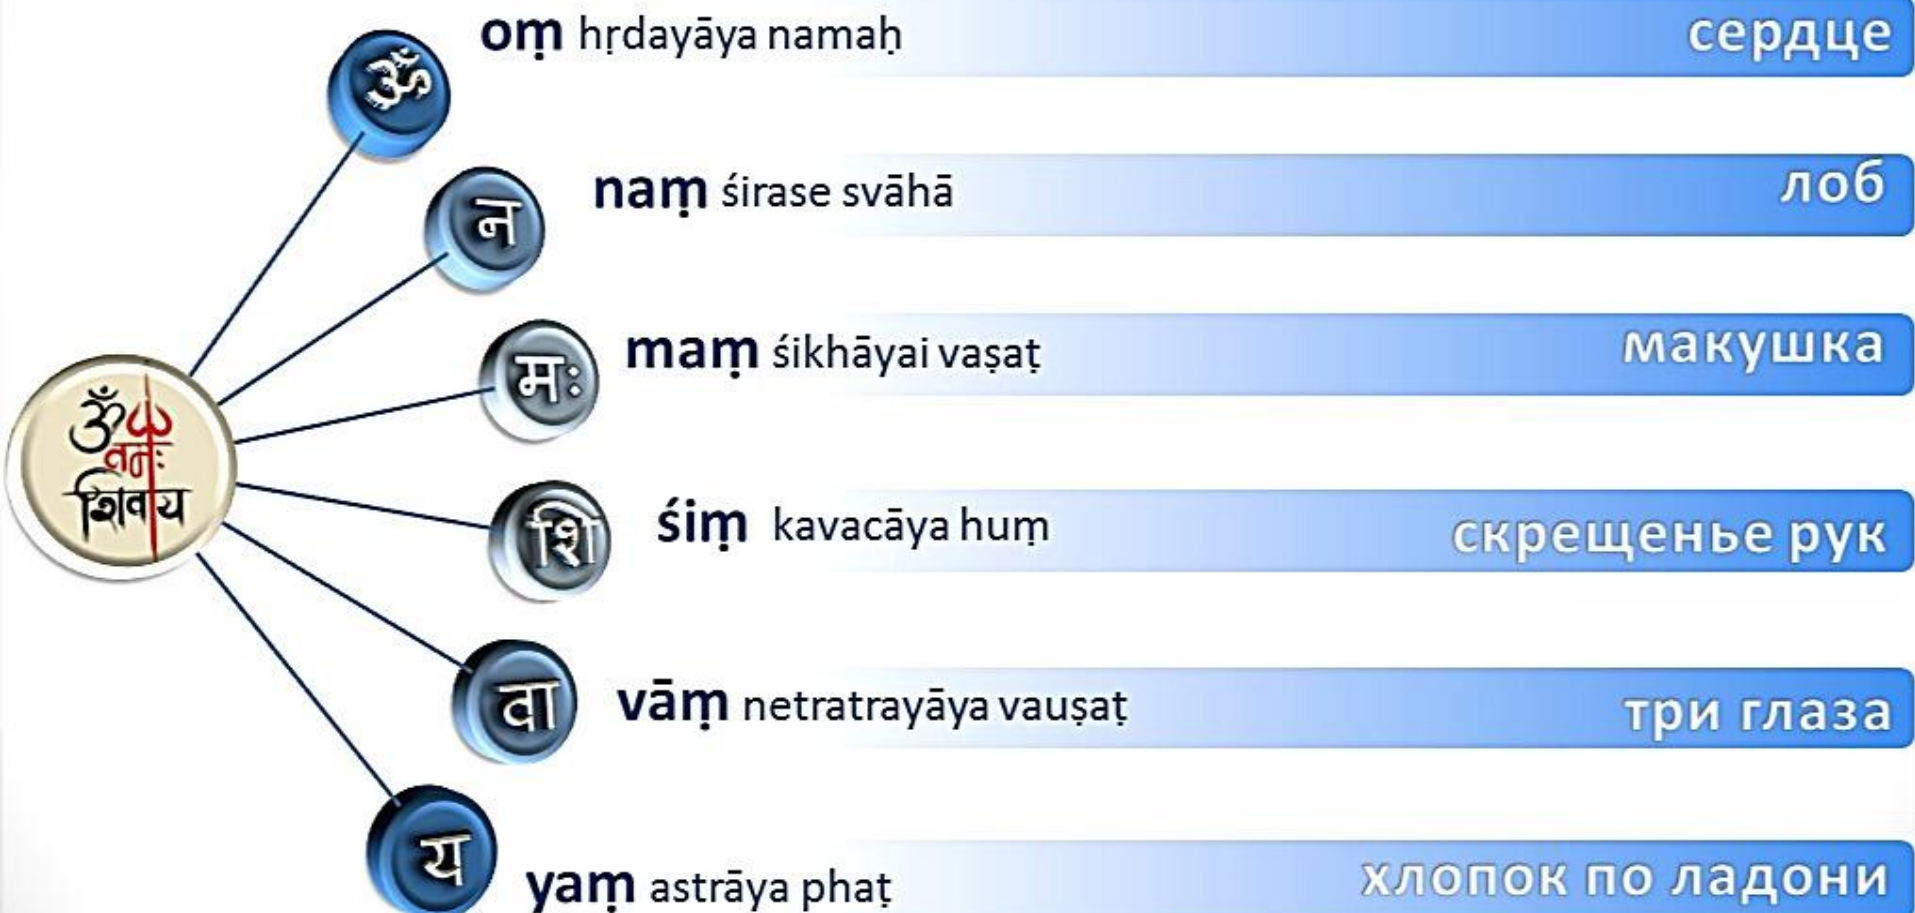 ॐ
oṃ hṛdayāya namaḥ
сердце
न
naṃ śirase svāhā
лоб
मः
maṃ śikhāyai vaṣaṭ
макушка
ॐ
शिवाय
शि
śiṃ kavacāya huṃ
скрещенье рук
वा
vāṃ netratrayāya vauṣaṭ
три глаза
य
yaṃ astrāya phaṭ
хлопок по ладони